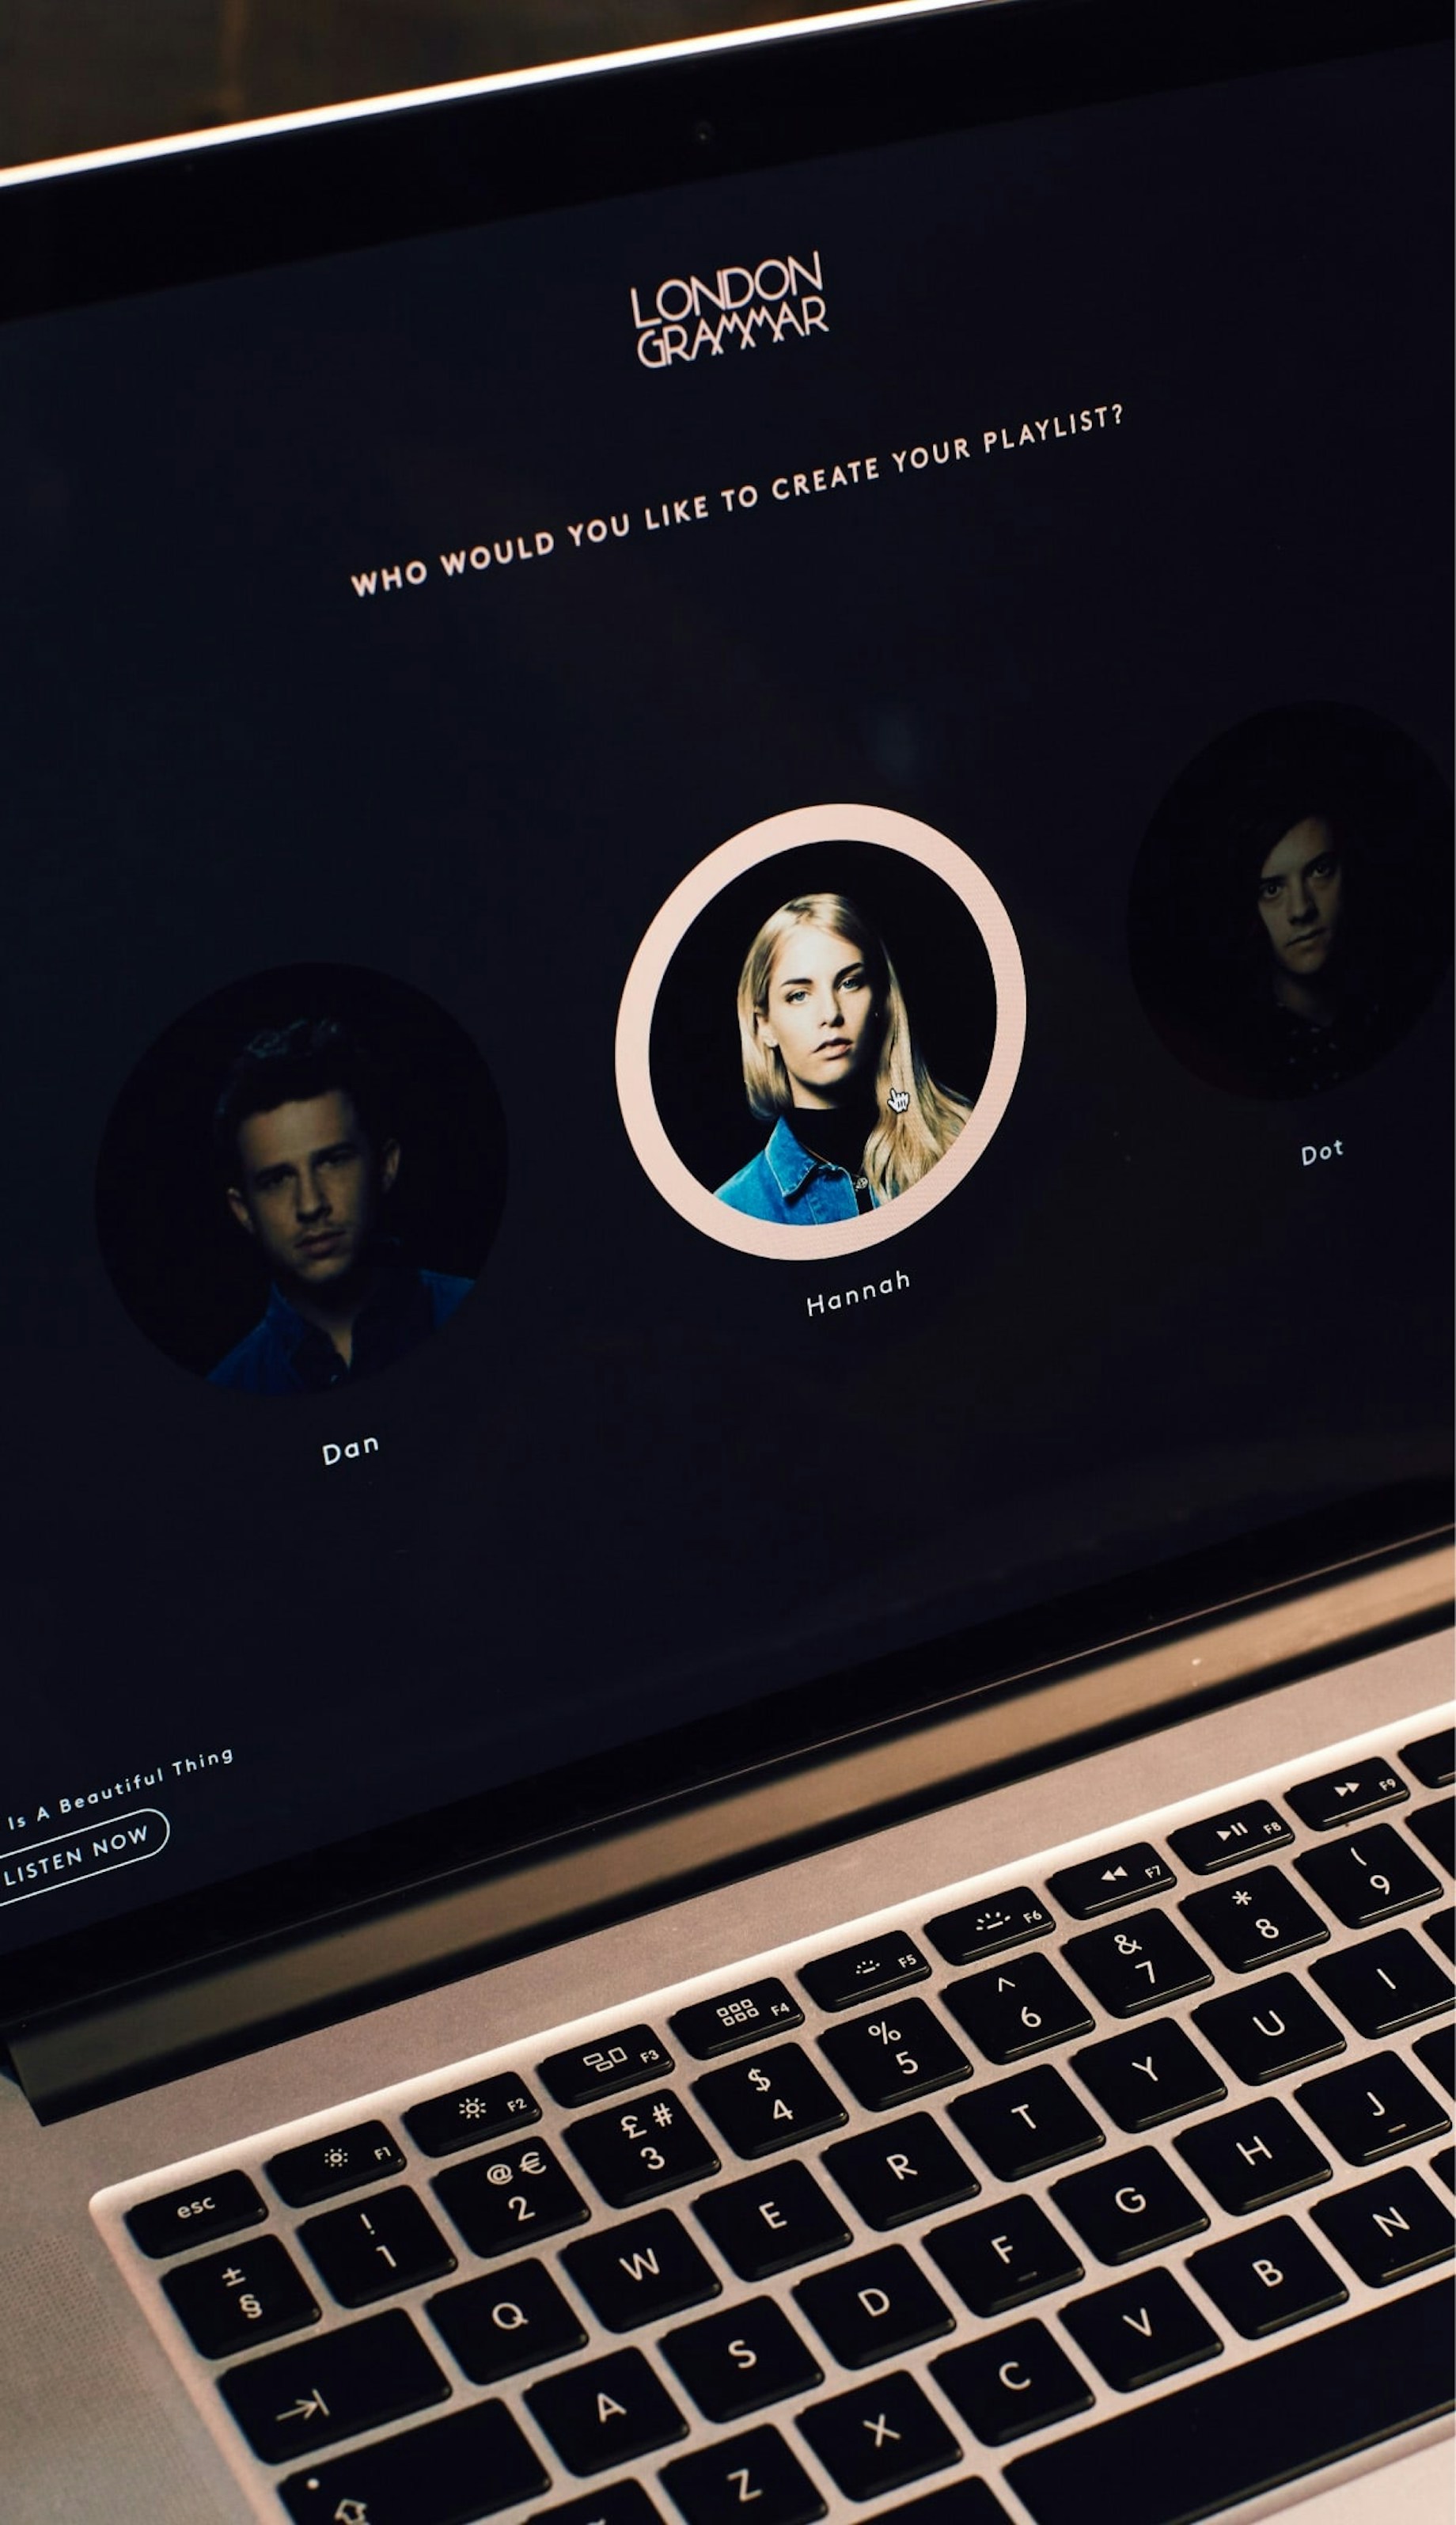 LONDON
GRAMMAR
WHO WOULD YOU LIKE TO CREATE YOUR PLAYLIST?
Dot
Hannah
Dan
Is A Beautiful Thing
LISTEN NOW
esc F1 F2 F3 F4 F5 F6 F7 F8 F9
± ! @ € £ # $ % ^ & * (
§ 1 2 3 4 5 6 7 8 9
Q W E R T Y U I
A S D F G H J
Z X C V B N